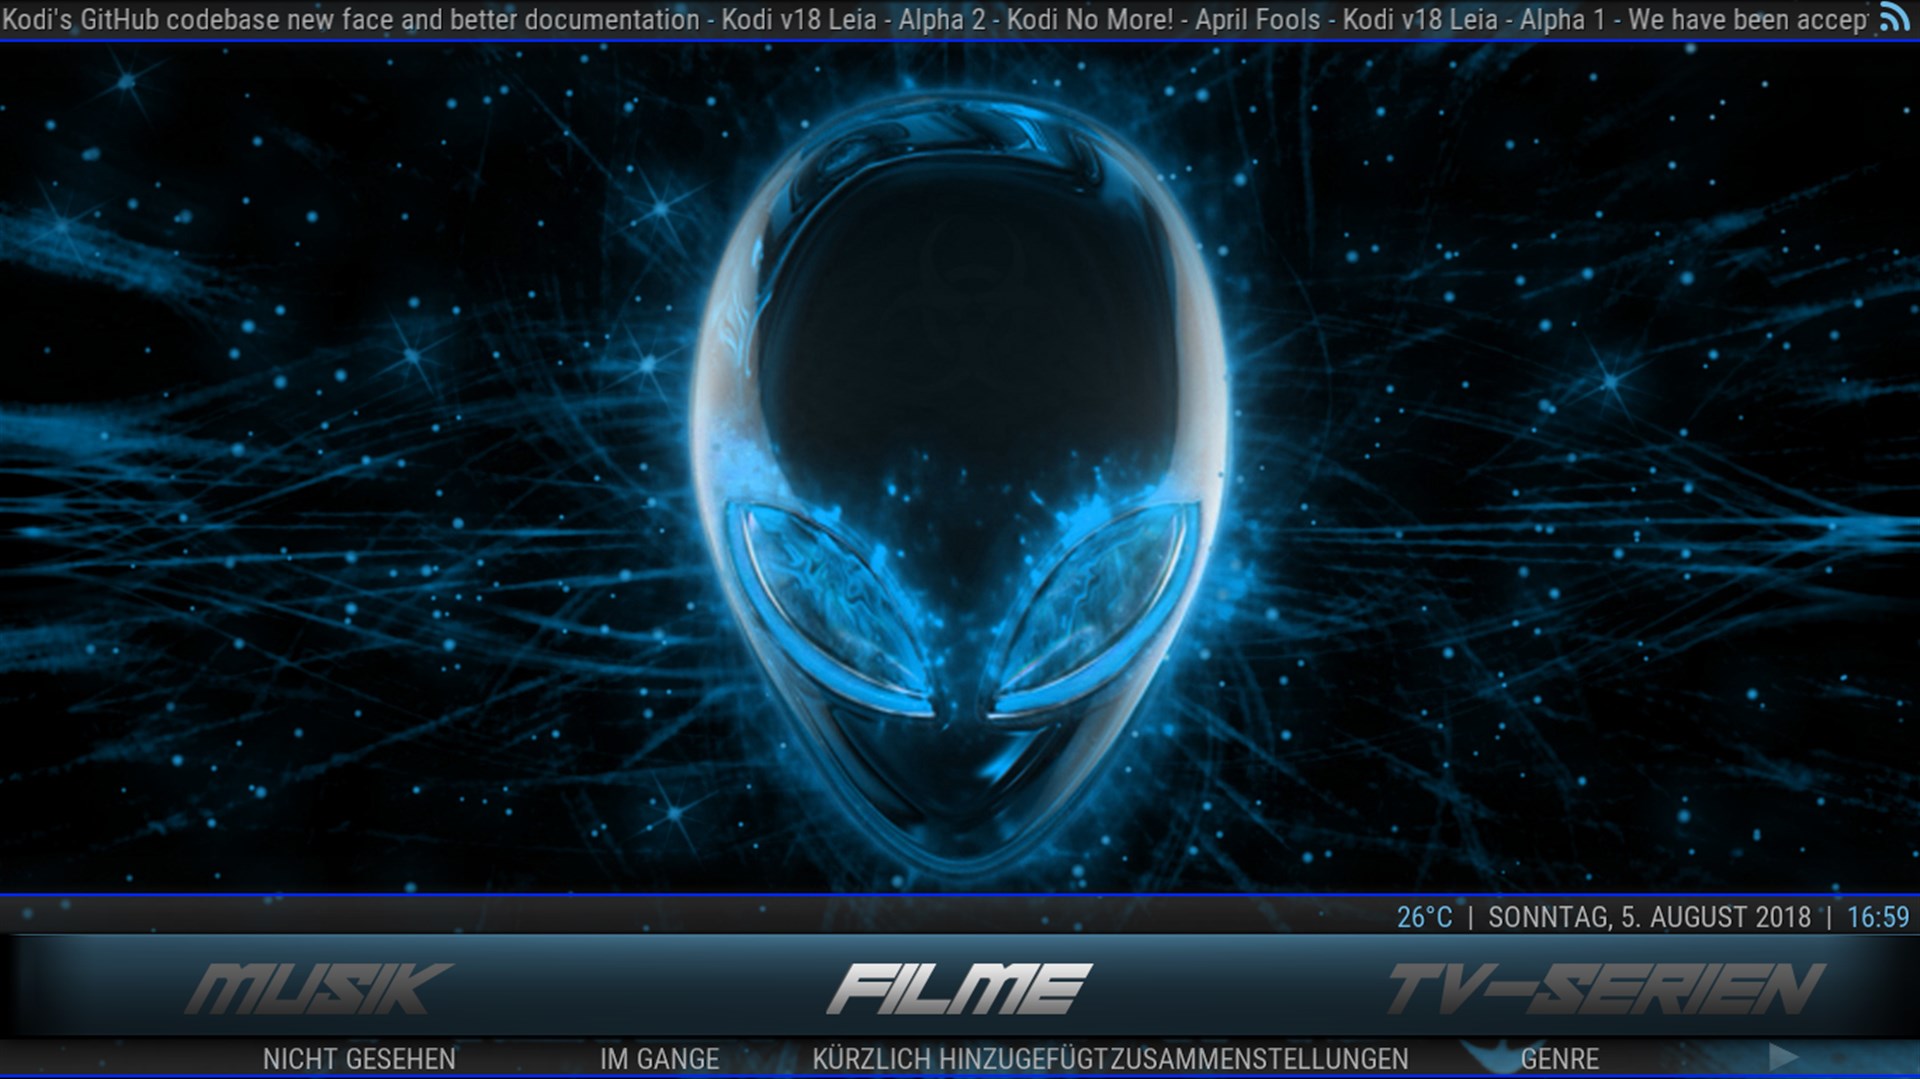 Kodi's GitHub codebase new face and better documentation - Kodi v18 Leia - Alpha 2 - Kodi No More! - April Fools - Kodi v18 Leia - Alpha 1 - We have been accep
26°C | SONNTAG, 5. AUGUST 2018 | 16:59
MUSIK FILME TV-SERIEN
NICHT GESEHEN IM GANGE KÜRZLICH HINZUGEFÜGT ZUSAMMENSTELLUNGEN GENRE